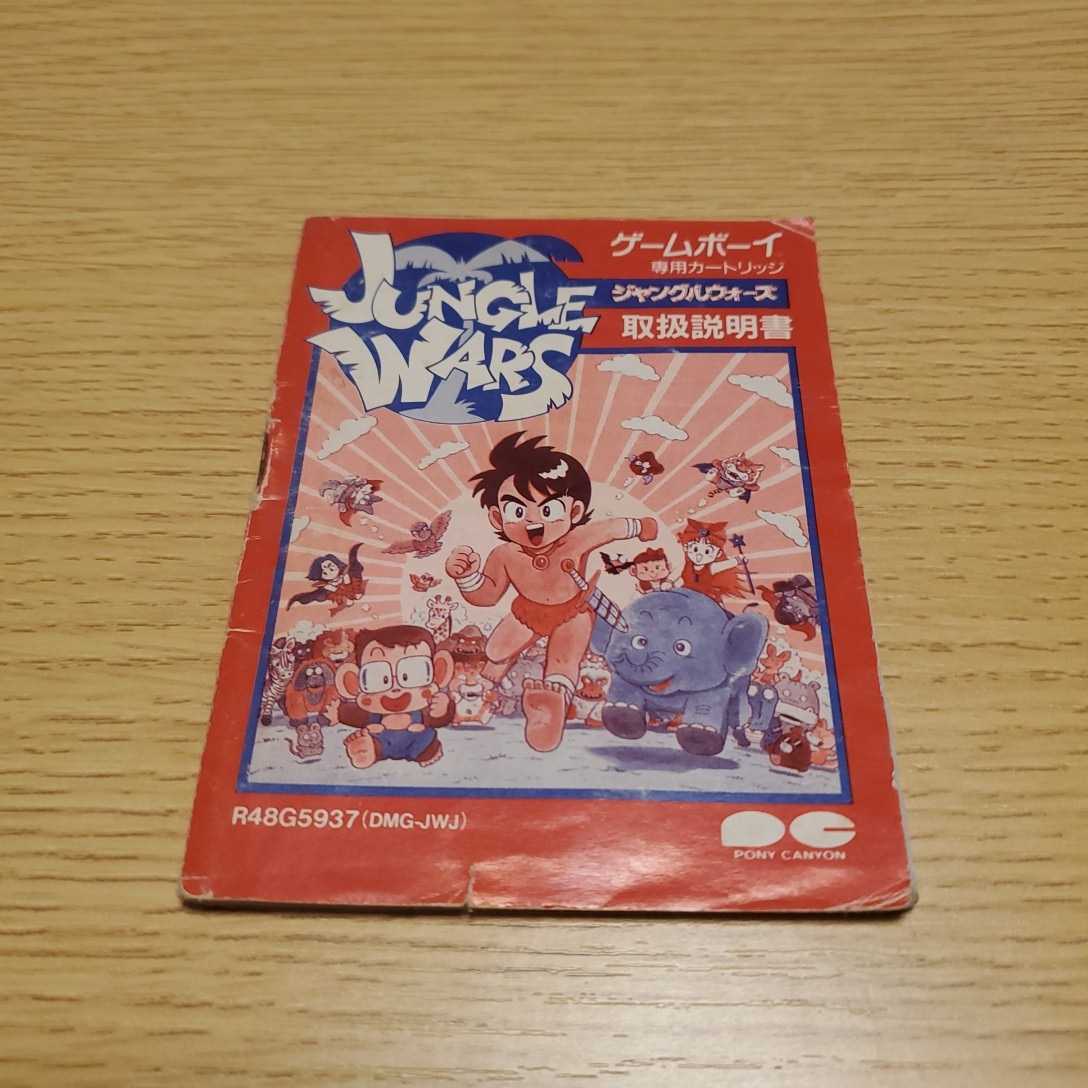 JUNGLE
WARS
ゲームボーイ
専用カートリッジ
ジャングルウォーズ
取扱説明書
R48G5937(DMG-JWJ)
PC
PONY CANYON